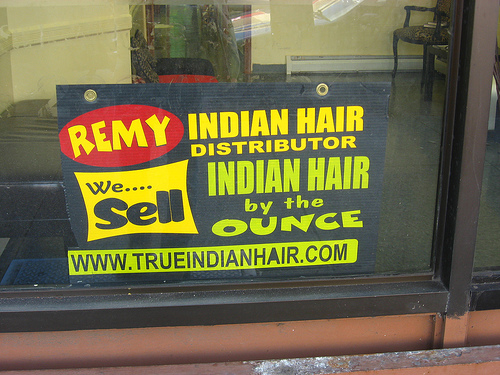 REMY
INDIAN HAIR
DISTRIBUTOR
We....
Sell
INDIAN HAIR
by the
OUNCE
WWW.TRUEINDIANHAIR.COM